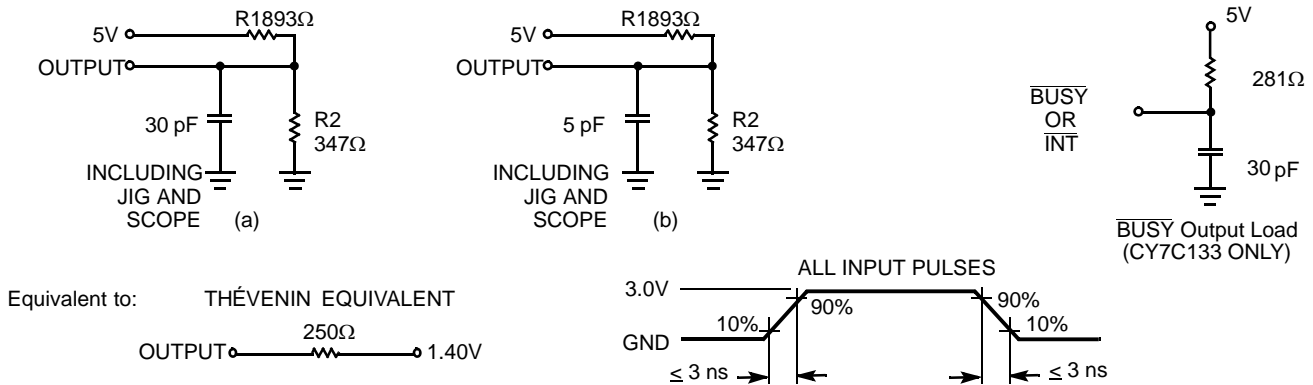 R1893Ω
5V
OUTPUT
30 pF
R2
347Ω
INCLUDING
JIG AND
SCOPE
(a)
R1893Ω
5V
OUTPUT
5 pF
R2
347Ω
INCLUDING
JIG AND
SCOPE
(b)
5V
281Ω
BUSY
OR
INT
30 pF
BUSY Output Load
(CY7C133 ONLY)
Equivalent to: THÉVENIN EQUIVALENT
250Ω
OUTPUT
1.40V
ALL INPUT PULSES
3.0V
90%
90%
10%
10%
GND
≤ 3 ns
≤ 3 ns